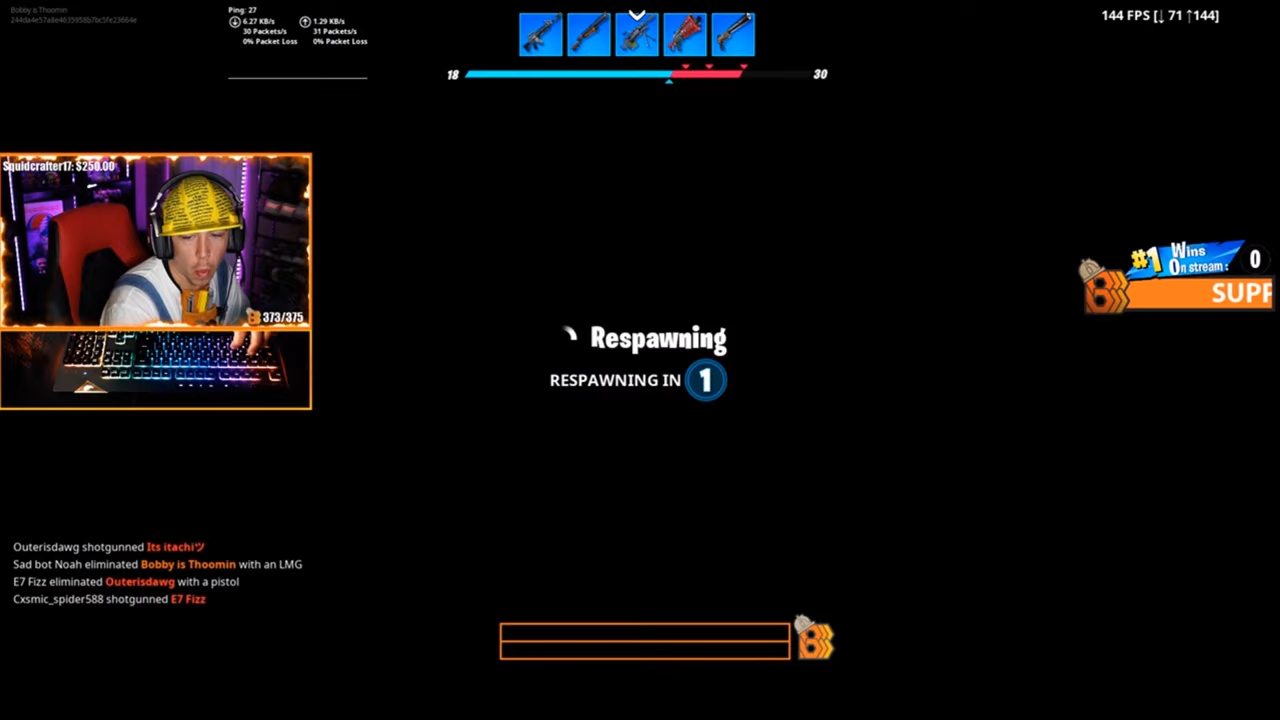 Bobby is Thoomin
Ping: 27
6.27 KB/s
1.29 KB/s
30 Packets/s
31 Packets/s
0% Packet Loss
0% Packet Loss
144 FPS [↓ 71 ↑144]
18
30
Squidcrafter17: $250.00
373/375
#1 Wins
On stream:
0
SUPP
Respawning
RESPAWNING IN 1
Outerisdawg shotgunned Its itachiツ
Sad bot Noah eliminated Bobby is Thoomin with an LMG
E7 Fizz eliminated Outerisdawg with a pistol
Cxsmic_spider588 shotgunned E7 Fizz